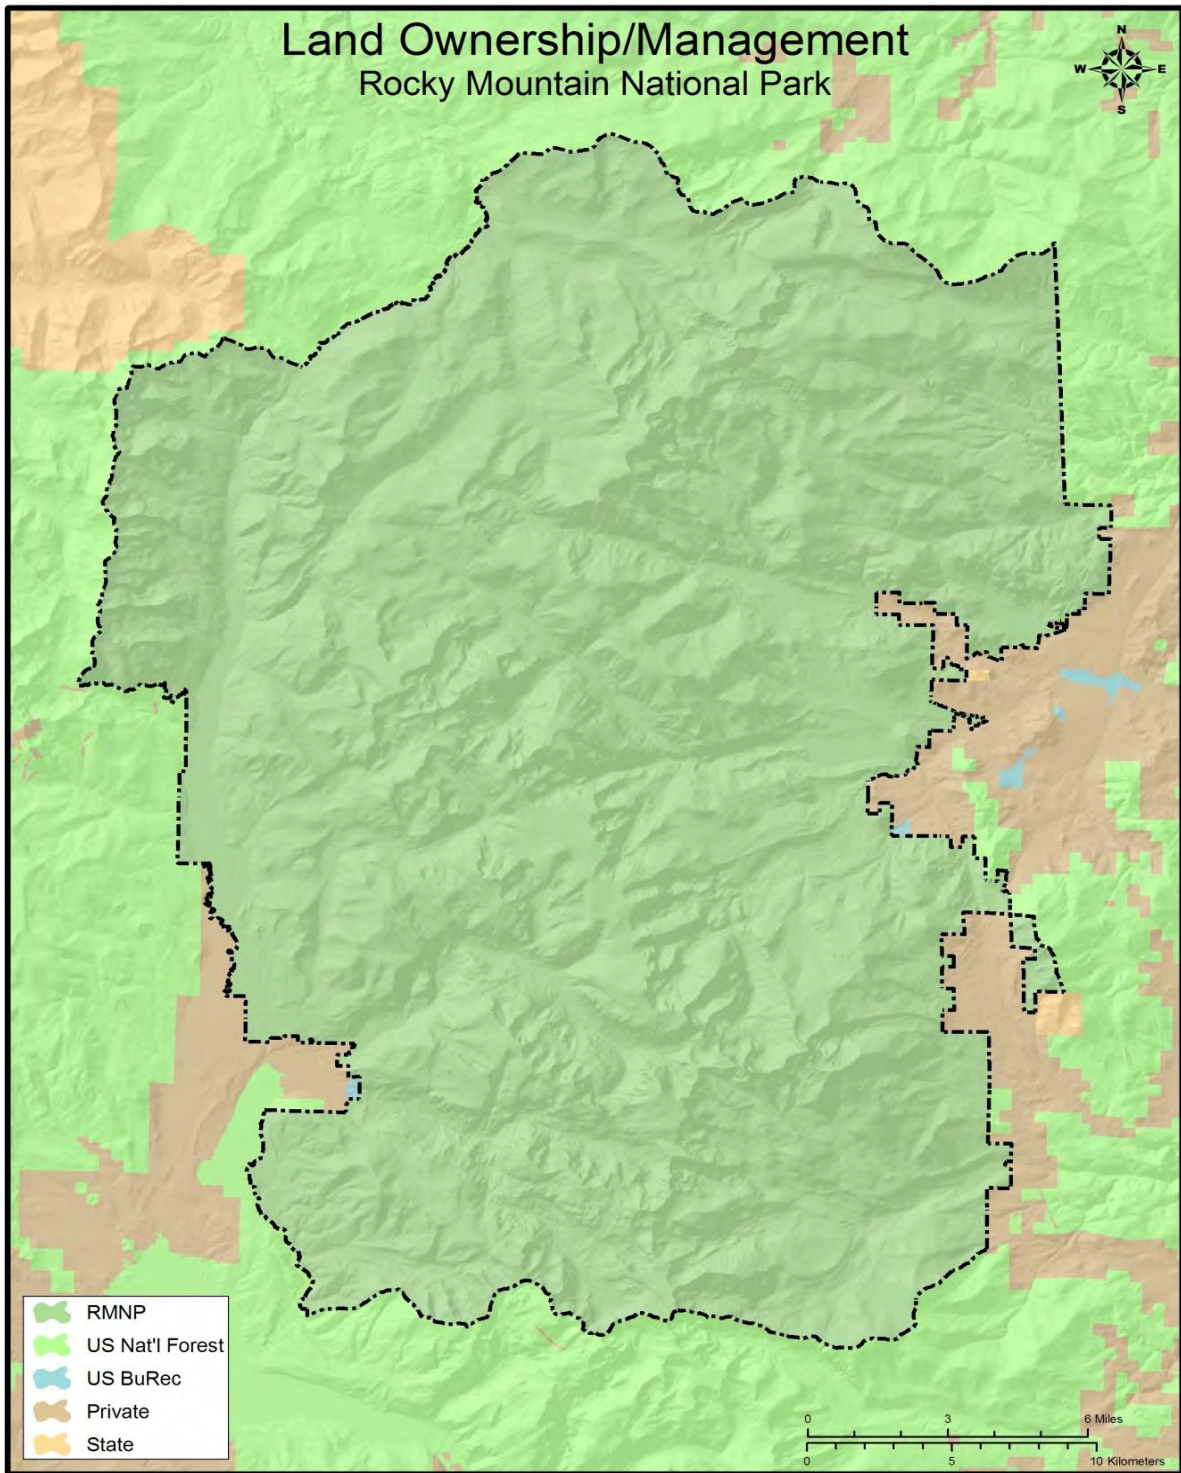 Land Ownership/Management
Rocky Mountain National Park
N
W E
S
RMNP
US Nat'l Forest
US BuRec
Private
State
0 3 6 Miles
0 5 10 Kilometers